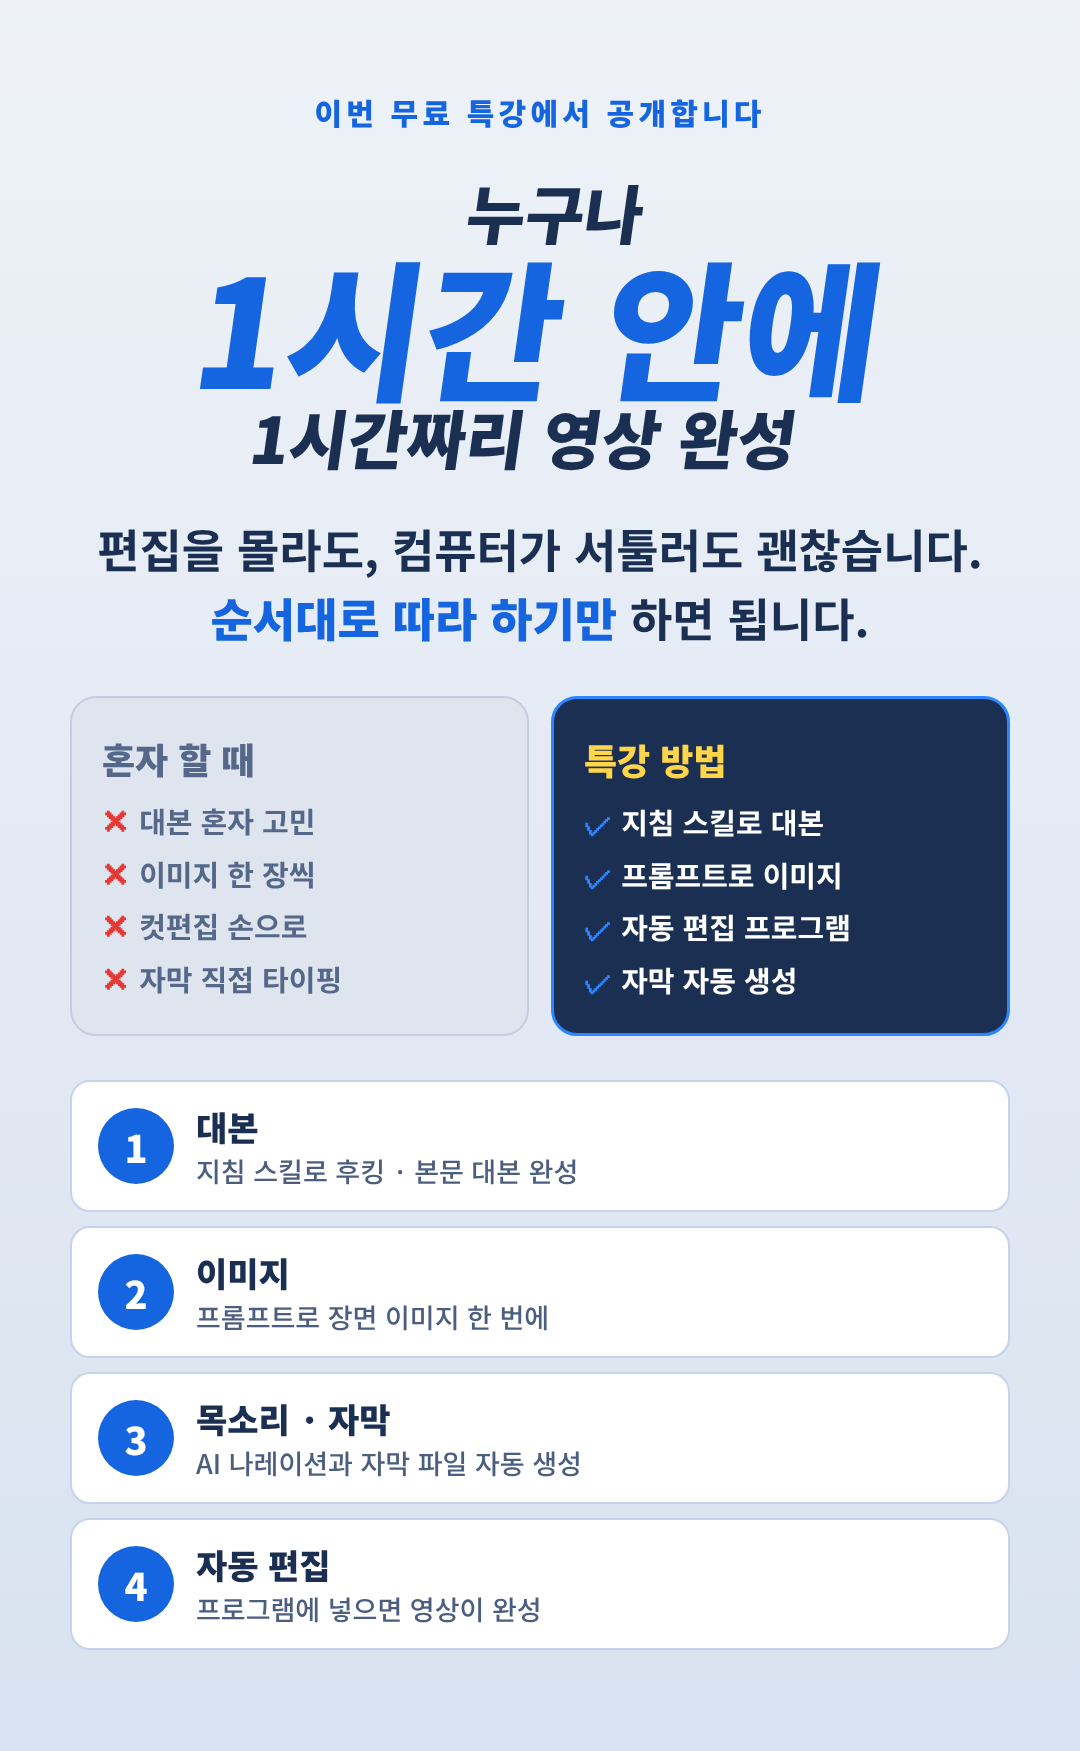 이번 무료 특강에서 공개합니다
누구나
1시간 안에
1시간짜리 영상 완성
편집을 몰라도, 컴퓨터가 서툴러도 괜찮습니다.
순서대로 따라 하기만 하면 됩니다.
혼자 할 때
❌ 대본 혼자 고민
❌ 이미지 한 장씩
❌ 컷편집 손으로
❌ 자막 직접 타이핑
특강 방법
✓ 지침 스킬로 대본
✓ 프롬프트로 이미지
✓ 자동 편집 프로그램
✓ 자막 자동 생성
1
대본
지침 스킬로 후킹 · 본문 대본 완성
2
이미지
프롬프트로 장면 이미지 한 번에
3
목소리 · 자막
AI 나레이션과 자막 파일 자동 생성
4
자동 편집
프로그램에 넣으면 영상이 완성